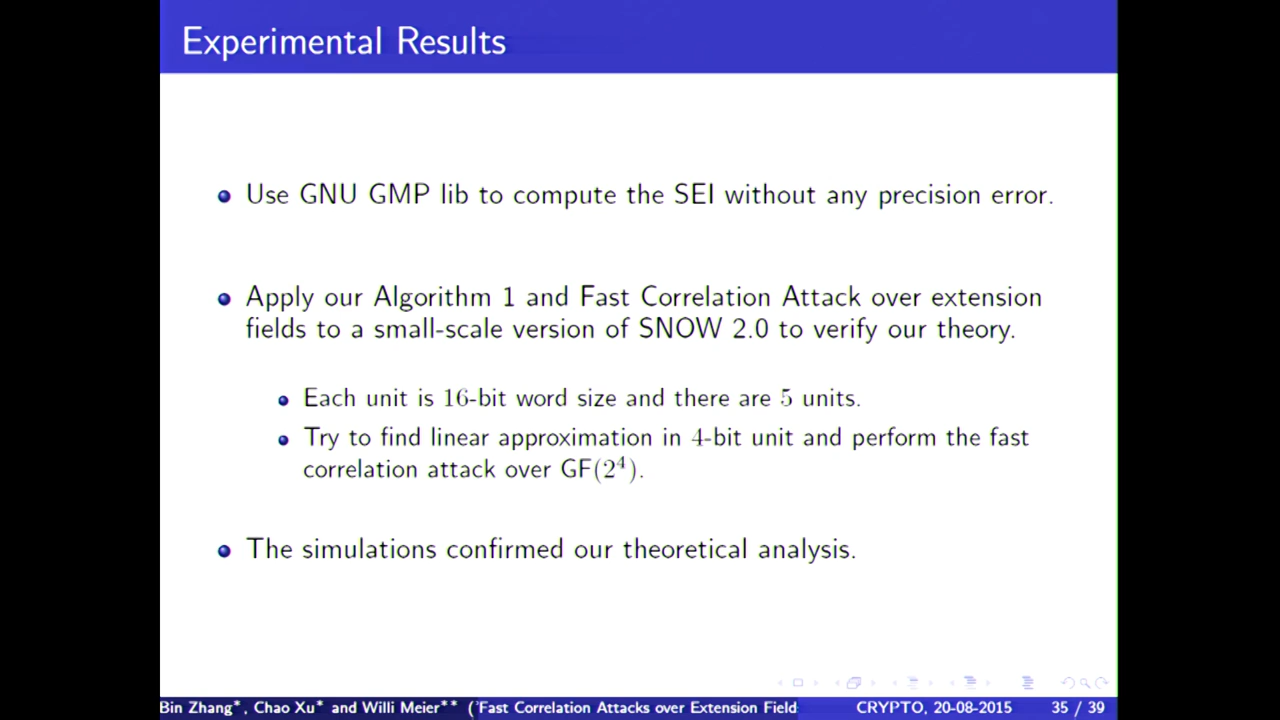 Experimental Results
Use GNU GMP lib to compute the SEI without any precision error.
Apply our Algorithm 1 and Fast Correlation Attack over extension
fields to a small-scale version of SNOW 2.0 to verify our theory.
Each unit is 16-bit word size and there are 5 units.
Try to find linear approximation in 4-bit unit and perform the fast
correlation attack over GF(2⁴).
The simulations confirmed our theoretical analysis.
Bin Zhang*, Chao Xu* and Willi Meier** ('Fast Correlation Attacks over Extension Field CRYPTO, 20-08-2015 35 / 39